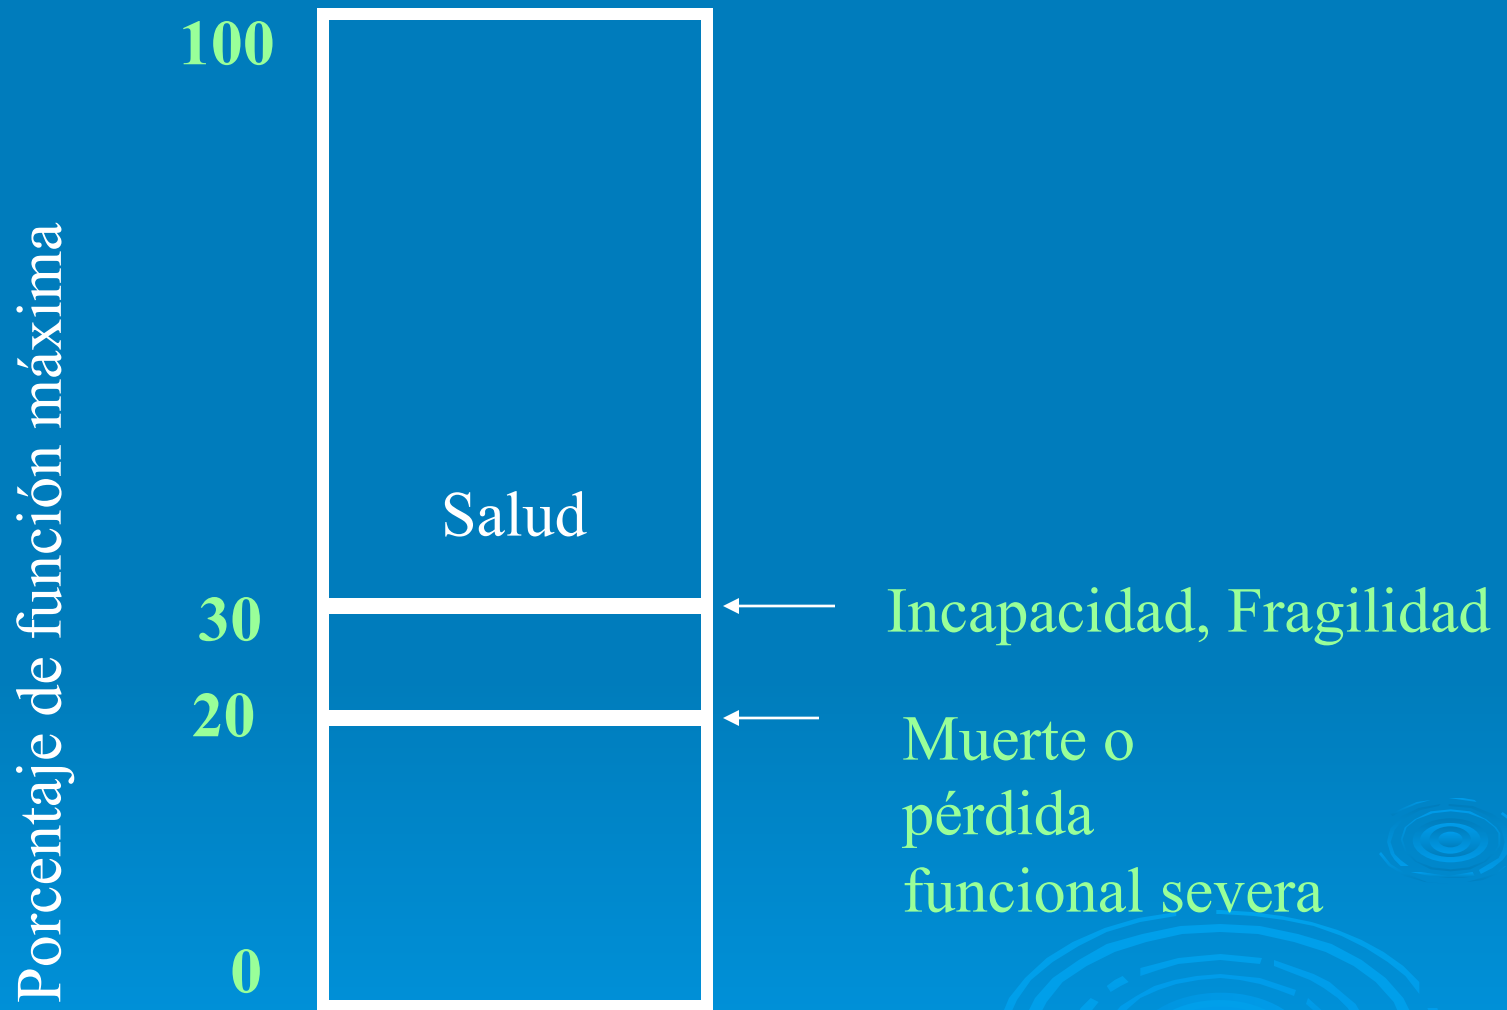 Porcentaje de función máxima
100
Salud
30
Incapacidad, Fragilidad
20
Muerte o
pérdida
funcional severa
0